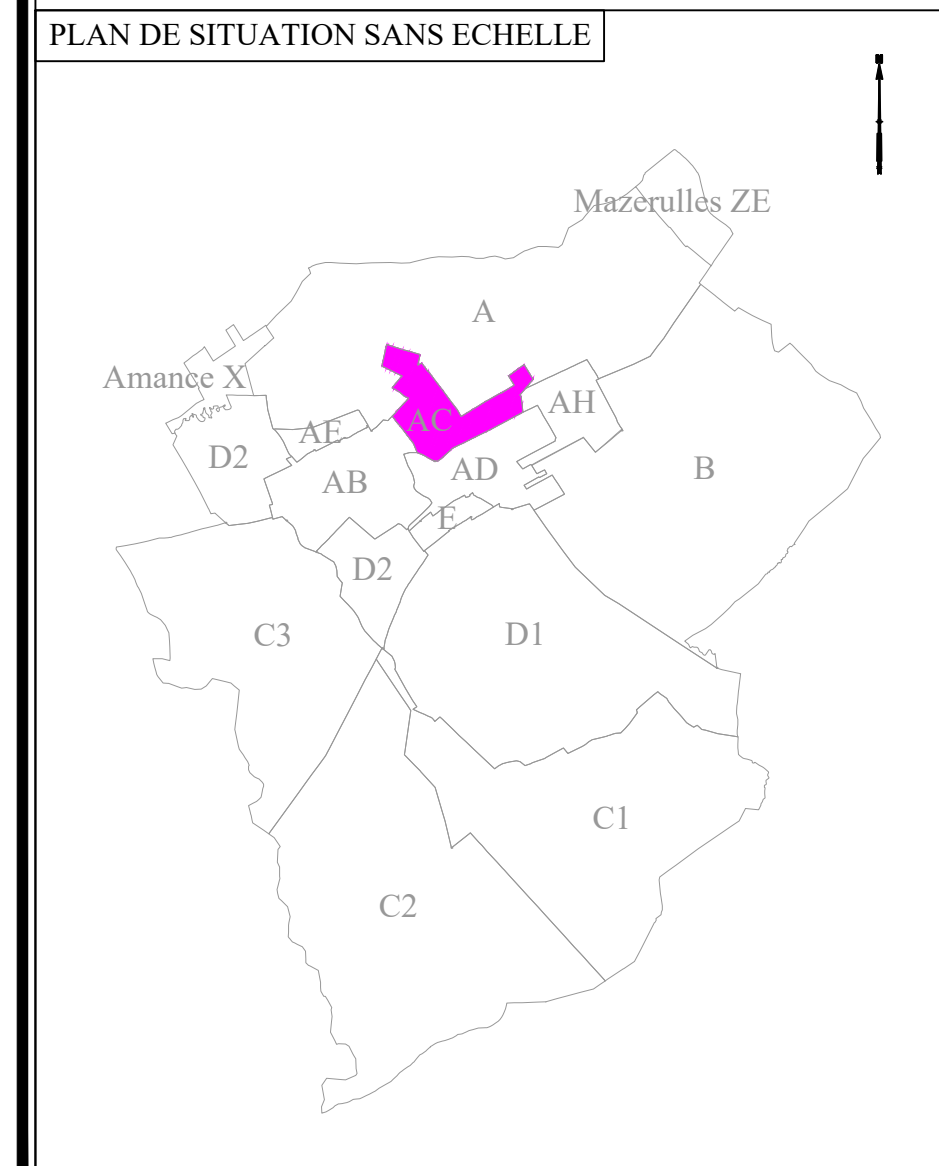 PLAN DE SITUATION SANS ECHELLE
N
Mazerulles ZE
A
Amance X
AH
AC
AE
D2
AB
AD
B
E
D2
C3
D1
C1
C2